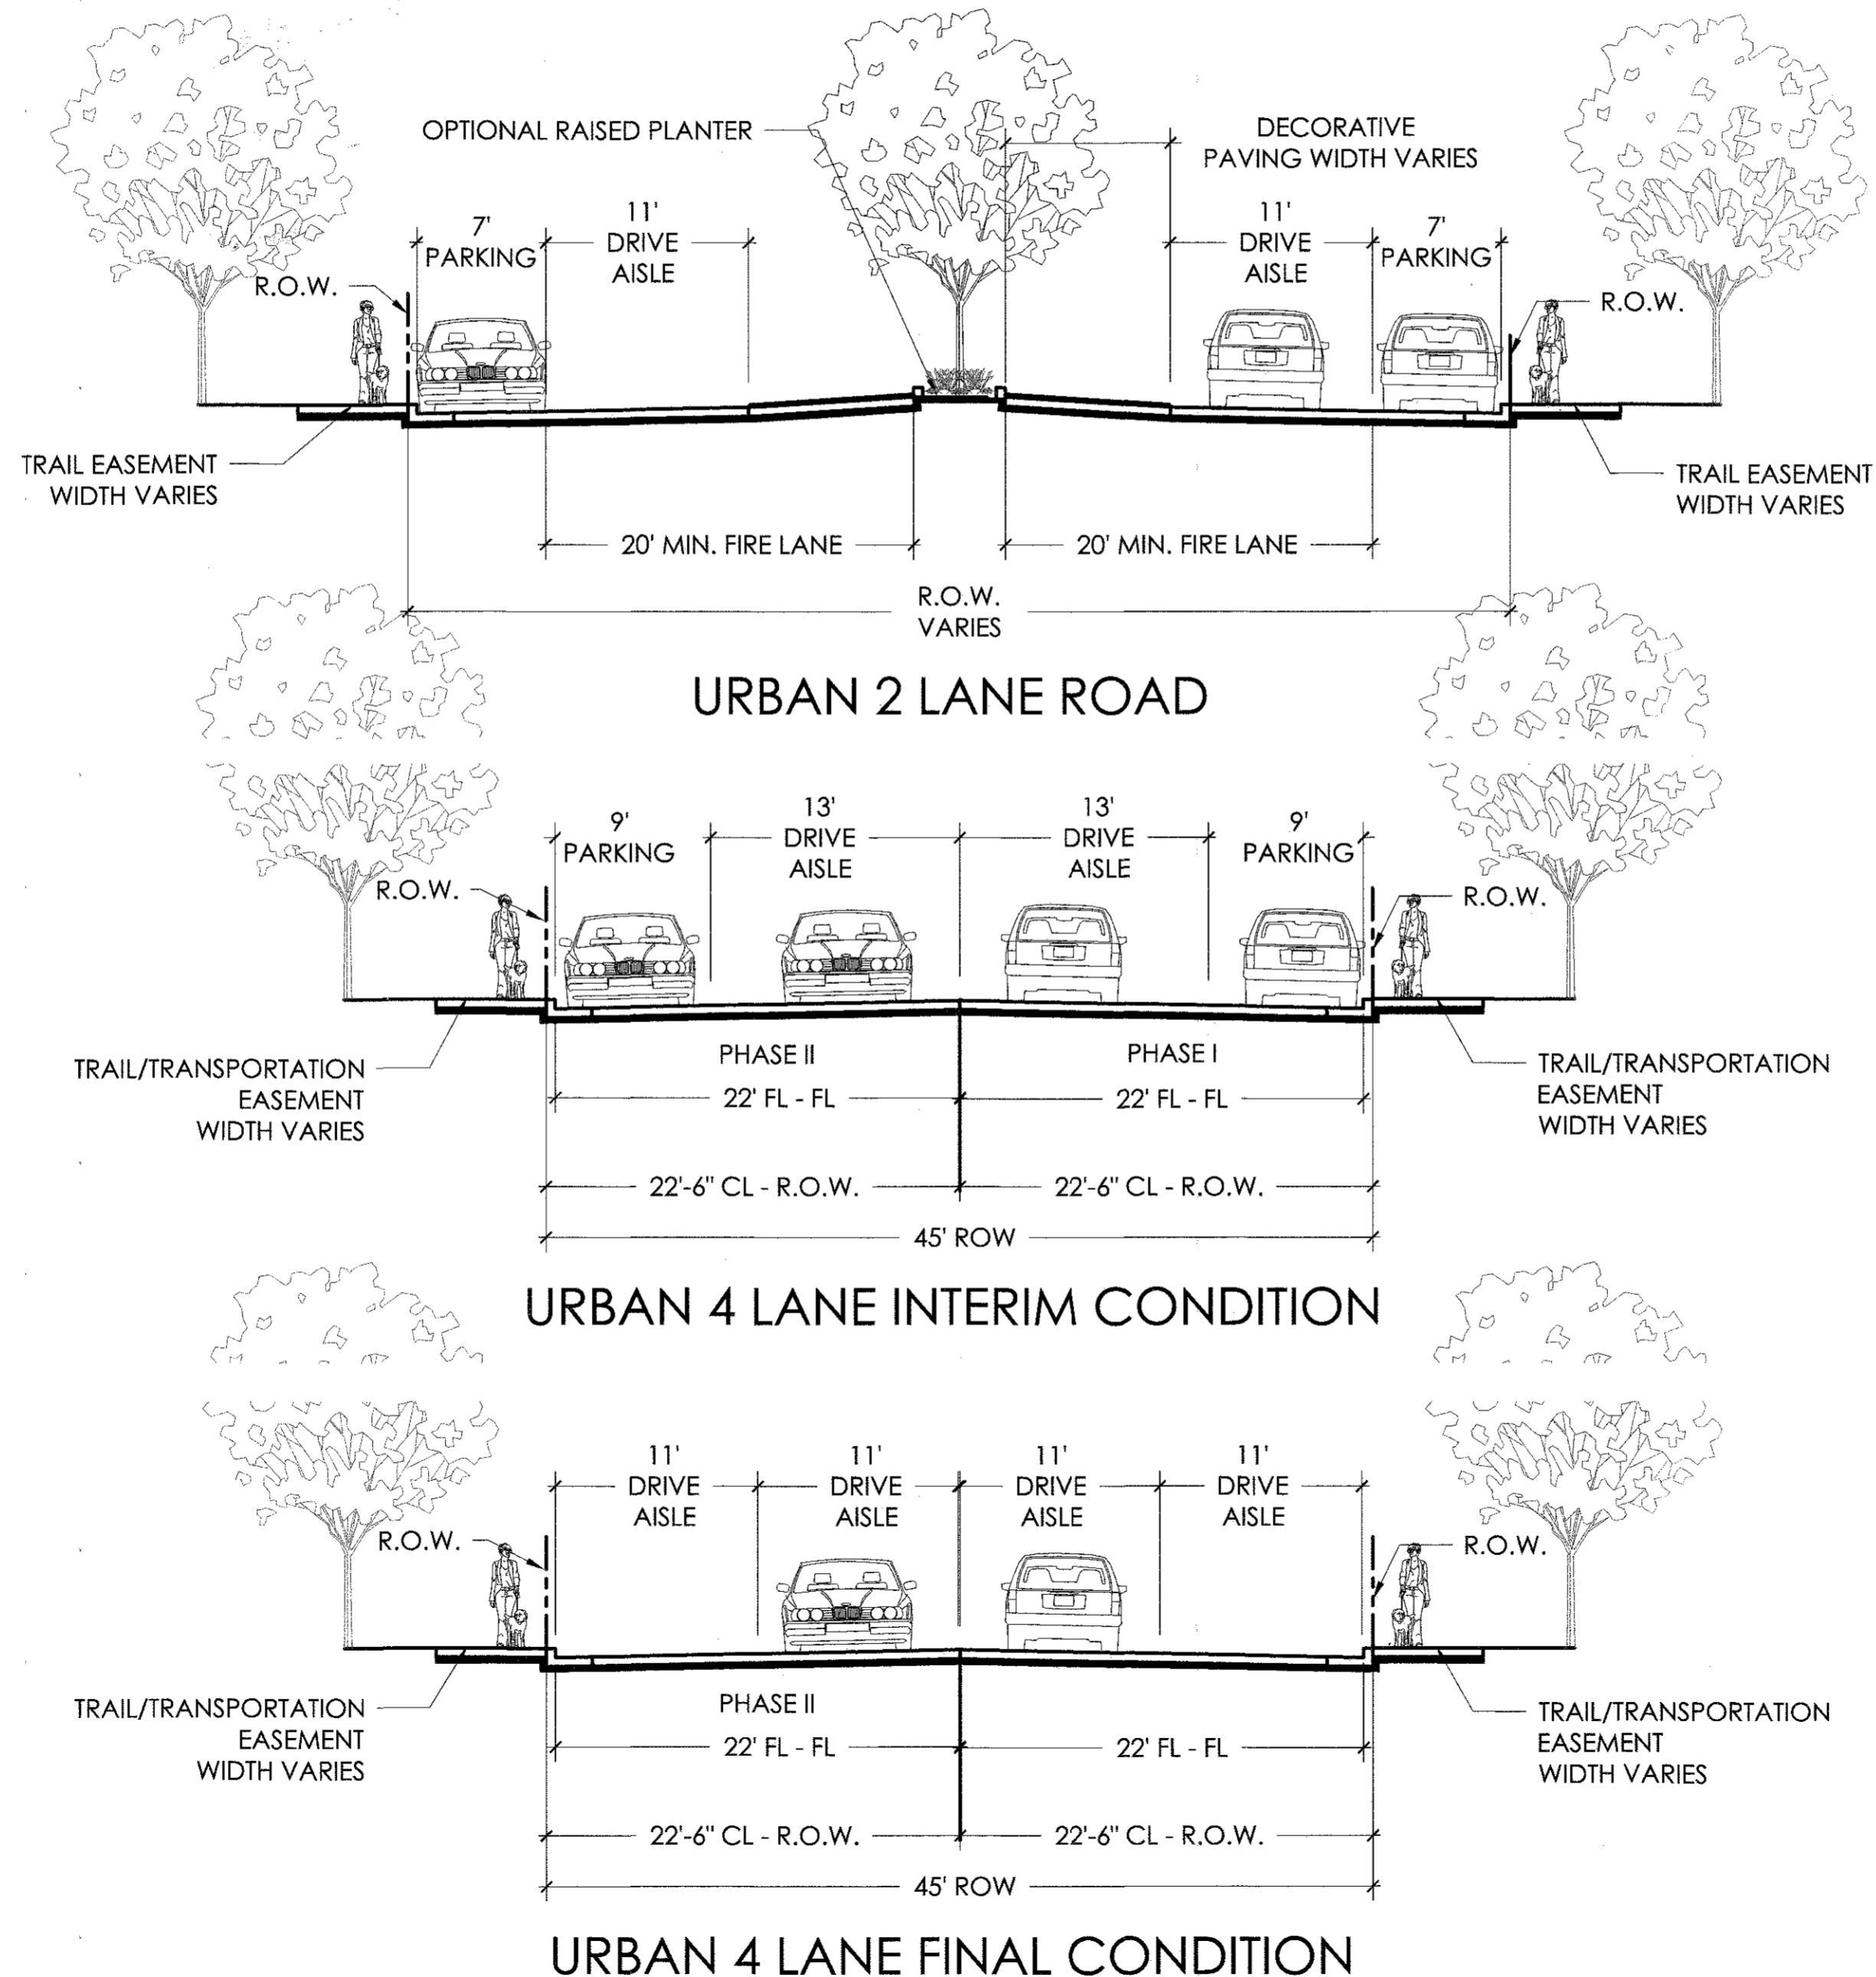 OPTIONAL RAISED PLANTER
DECORATIVE
PAVING WIDTH VARIES
7'
PARKING
11'
DRIVE
AISLE
11'
DRIVE
AISLE
7'
PARKING
R.O.W.
R.O.W.
TRAIL EASEMENT
WIDTH VARIES
TRAIL EASEMENT
WIDTH VARIES
20' MIN. FIRE LANE
20' MIN. FIRE LANE
R.O.W.
VARIES
URBAN 2 LANE ROAD
9'
PARKING
13'
DRIVE
AISLE
13'
DRIVE
AISLE
9'
PARKING
R.O.W.
R.O.W.
TRAIL/TRANSPORTATION
EASEMENT
WIDTH VARIES
PHASE II
PHASE I
TRAIL/TRANSPORTATION
EASEMENT
WIDTH VARIES
22' FL - FL
22' FL - FL
22'-6" CL - R.O.W.
22'-6" CL - R.O.W.
45' ROW
URBAN 4 LANE INTERIM CONDITION
11'
DRIVE
AISLE
11'
DRIVE
AISLE
11'
DRIVE
AISLE
11'
DRIVE
AISLE
R.O.W.
R.O.W.
TRAIL/TRANSPORTATION
EASEMENT
WIDTH VARIES
PHASE II
TRAIL/TRANSPORTATION
EASEMENT
WIDTH VARIES
22' FL - FL
22' FL - FL
22'-6" CL - R.O.W.
22'-6" CL - R.O.W.
45' ROW
URBAN 4 LANE FINAL CONDITION